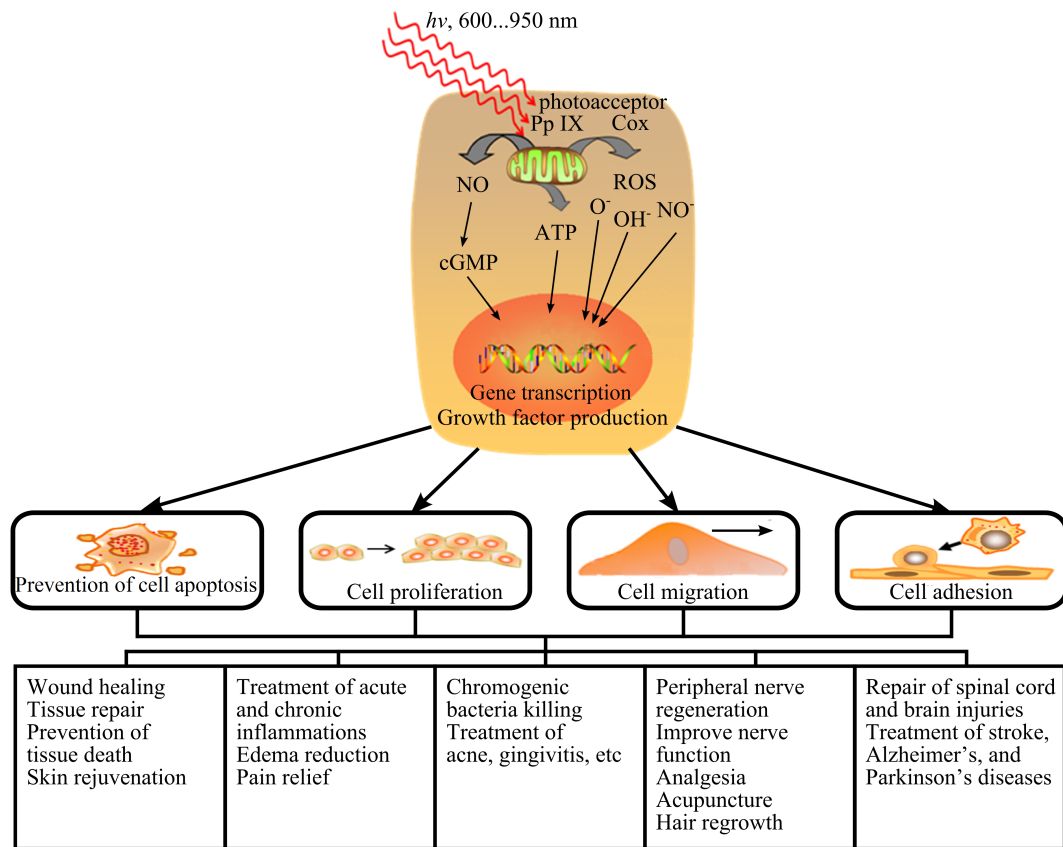 hv, 600...950 nm
photoacceptor
Pp IX Cox
NO
ROS
O-
OH-
NO-
ATP
cGMP
Gene transcription
Growth factor production
Prevention of cell apoptosis
Cell proliferation
Cell migration
Cell adhesion
Wound healing
Tissue repair
Prevention of
tissue death
Skin rejuvenation
Treatment of acute
and chronic
inflammations
Edema reduction
Pain relief
Chromogenic
bacteria killing
Treatment of
acne, gingivitis, etc
Peripheral nerve
regeneration
Improve nerve
function
Analgesia
Acupuncture
Hair regrowth
Repair of spinal cord
and brain injuries
Treatment of stroke,
Alzheimer’s, and
Parkinson’s diseases